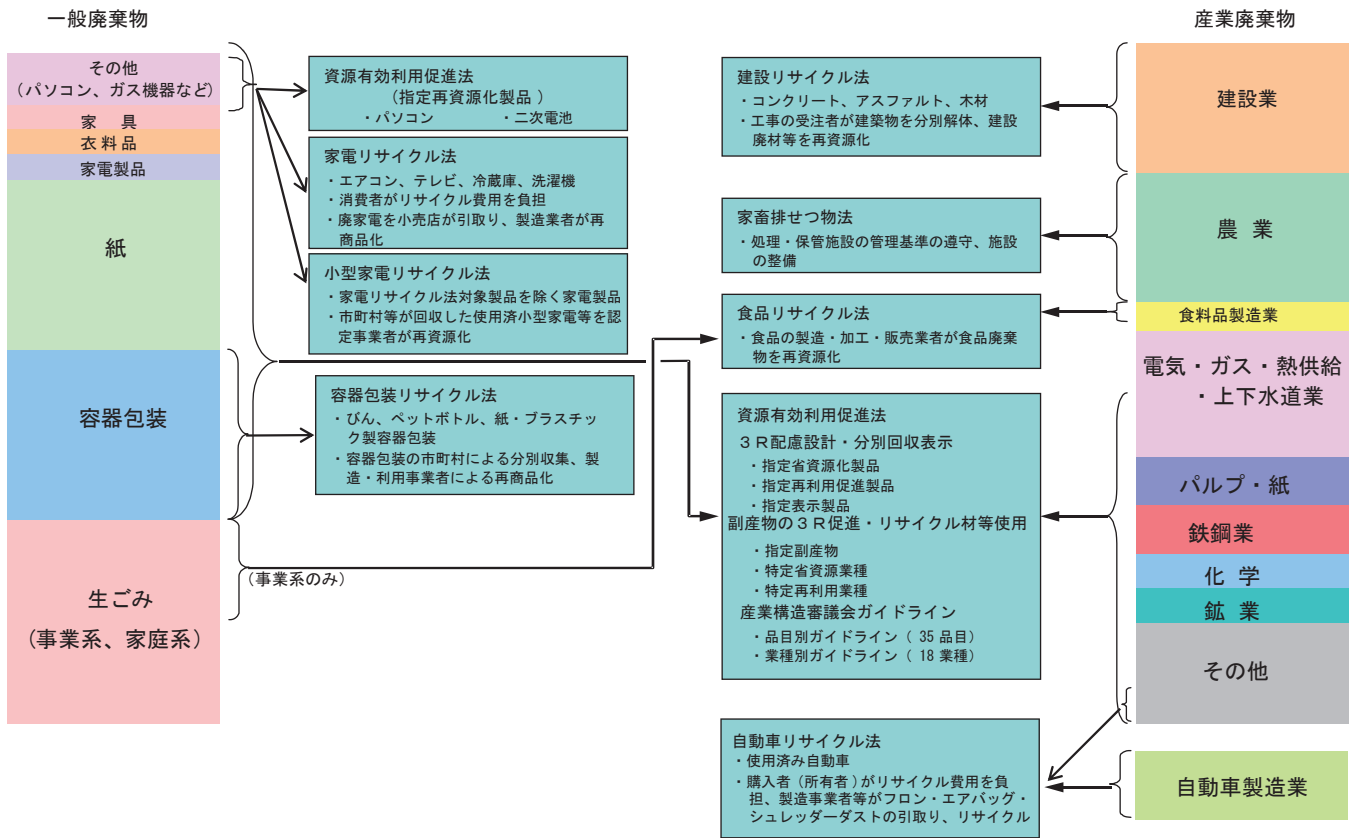 一般廃棄物
その他
（パソコン、ガス機器など）
家　具
衣料品
家電製品
紙
容器包装
生ごみ
（事業系、家庭系）
資源有効利用促進法
（指定再資源化製品）
・パソコン　　・二次電池
家電リサイクル法
・エアコン、テレビ、冷蔵庫、洗濯機
・消費者がリサイクル費用を負担
・廃家電を小売店が引取り、製造業者が再
商品化
小型家電リサイクル法
・家電リサイクル法対象製品を除く家電製品
・市町村等が回収した使用済小型家電等を認
定事業者が再資源化
容器包装リサイクル法
・びん、ペットボトル、紙・プラスチッ
ク製容器包装
・容器包装の市町村による分別収集、製
造・利用事業者による再商品化
（事業系のみ）
建設リサイクル法
・コンクリート、アスファルト、木材
・工事の受注者が建築物を分別解体、建設
廃材等を再資源化
家畜排せつ物法
・処理・保管施設の管理基準の遵守、施設
の整備
食品リサイクル法
・食品の製造・加工・販売業者が食品廃棄
物を再資源化
資源有効利用促進法
３Ｒ配慮設計・分別回収表示
・指定省資源化製品
・指定再利用促進製品
・指定表示製品
副産物の３Ｒ促進・リサイクル材等使用
・指定副産物
・特定省資源業種
・特定再利用業種
産業構造審議会ガイドライン
・品目別ガイドライン（ 35 品目）
・業種別ガイドライン（ 18 業種）
自動車リサイクル法
・使用済み自動車
・購入者（所有者）がリサイクル費用を負
担、製造事業者等がフロン・エアバッグ・
シュレッダーダストの引取り、リサイクル
産業廃棄物
建設業
農 業
食料品製造業
電気・ガス・熱供給
・上下水道業
パルプ・紙
鉄鋼業
化 学
鉱 業
その他
自動車製造業